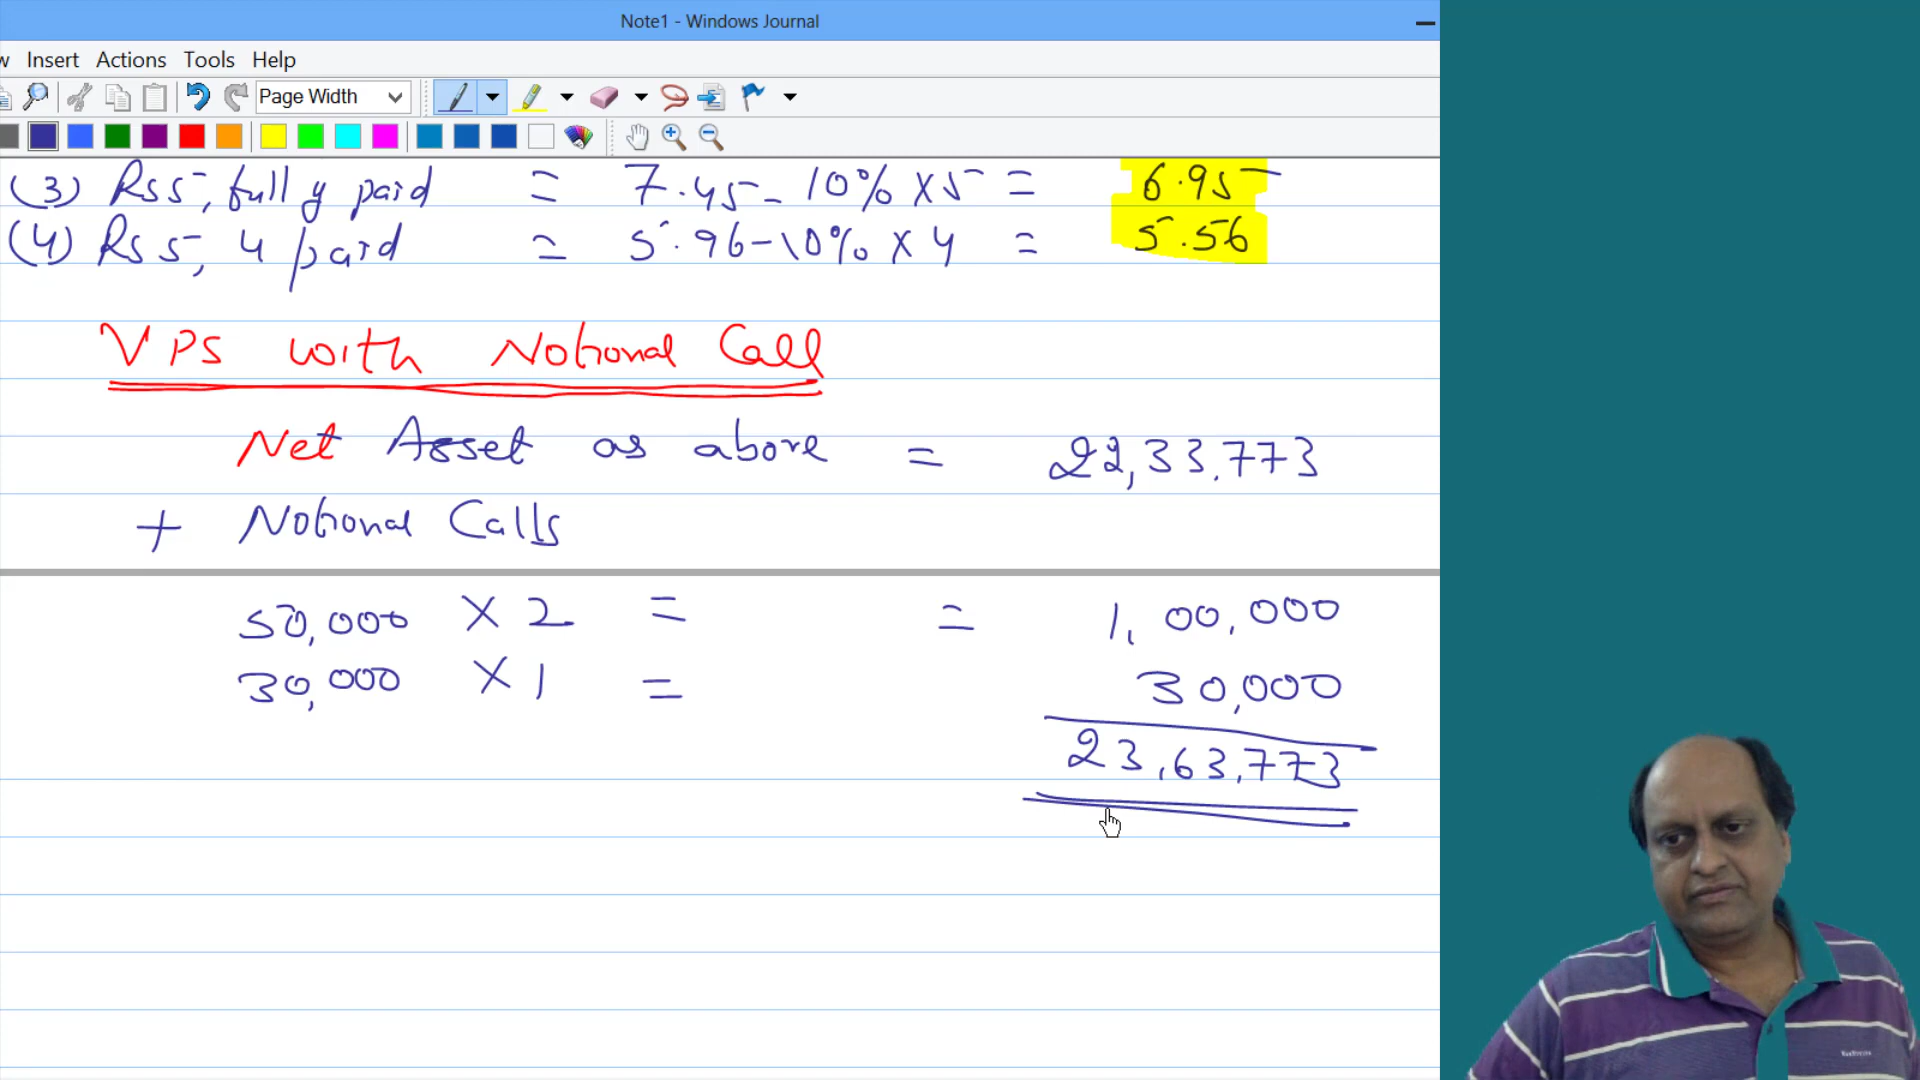 Note1 - Windows Journal
w Insert Actions Tools Help
Page Width
(3) Rs 5, fully paid = 7.45 - 10% X 5 = 6.95
(4) Rs 5, 4 paid = 5.96 - 10% X 4 = 5.56
VPS with Notional Call
Net Asset as above = 22,33,773
+ Notional Calls
50,000 X 2 = = 1,00,000
30,000 X 1 = 30,000
23,63,773